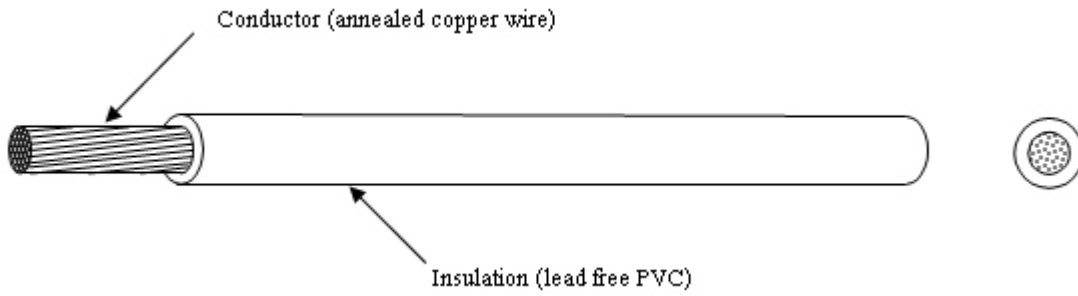 Conductor (annealed copper wire)
Insulation (lead free PVC)